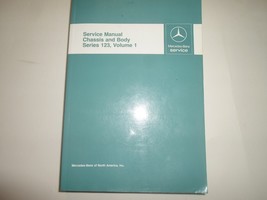 Service Manual
Chassis and Body
Series 123, Volume 1
Mercedes-Benz
service
Mercedes-Benz of North America, Inc.